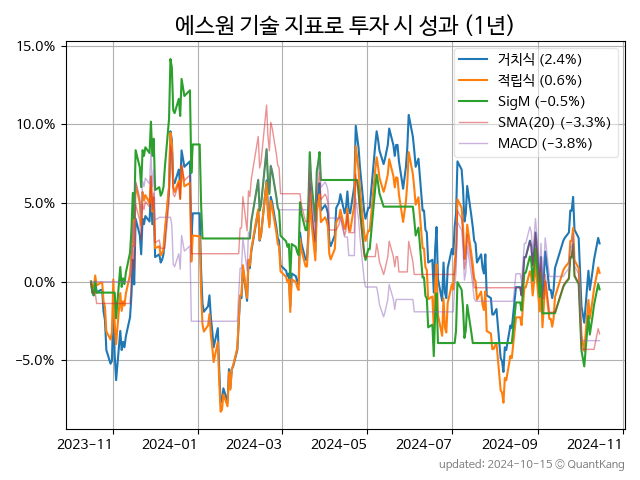 에스원 기술 지표로 투자 시 성과 (1년)
15.0%
10.0%
5.0%
0.0%
−5.0%
거치식 (2.4%)
적립식 (0.6%)
SigM (−0.5%)
SMA(20) (−3.3%)
MACD (−3.8%)
2023-11 2024-01 2024-03 2024-05 2024-07 2024-09 2024-11
updated: 2024-10-15 © QuantKang